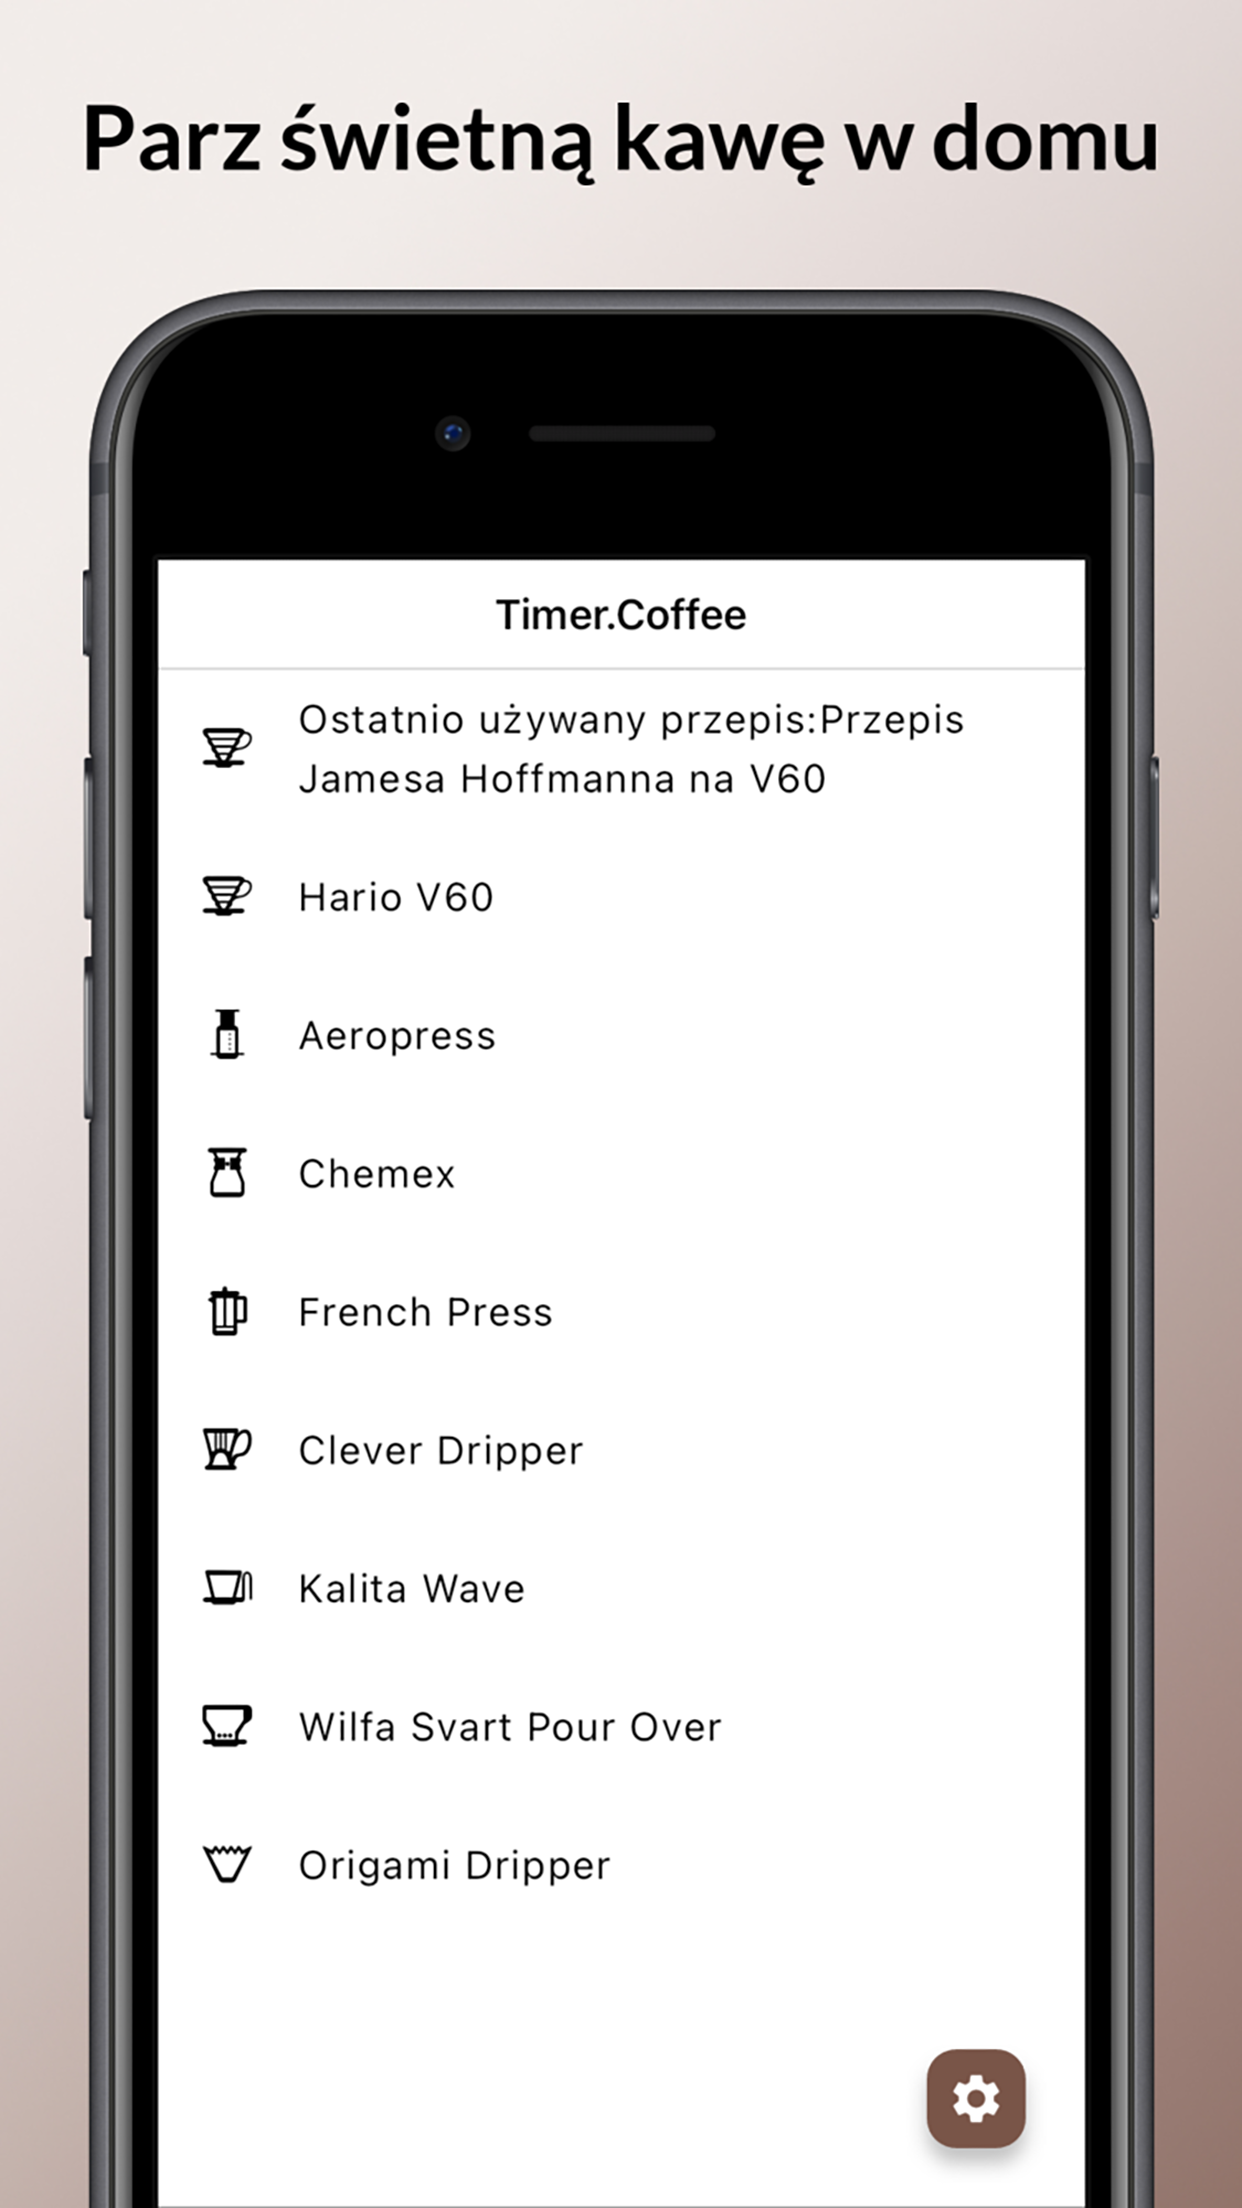 Parz świetną kawę w domu
Timer.Coffee
Ostatnio używany przepis:Przepis
Jamesa Hoffmanna na V60
Hario V60
Aeropress
Chemex
French Press
Clever Dripper
Kalita Wave
Wilfa Svart Pour Over
Origami Dripper